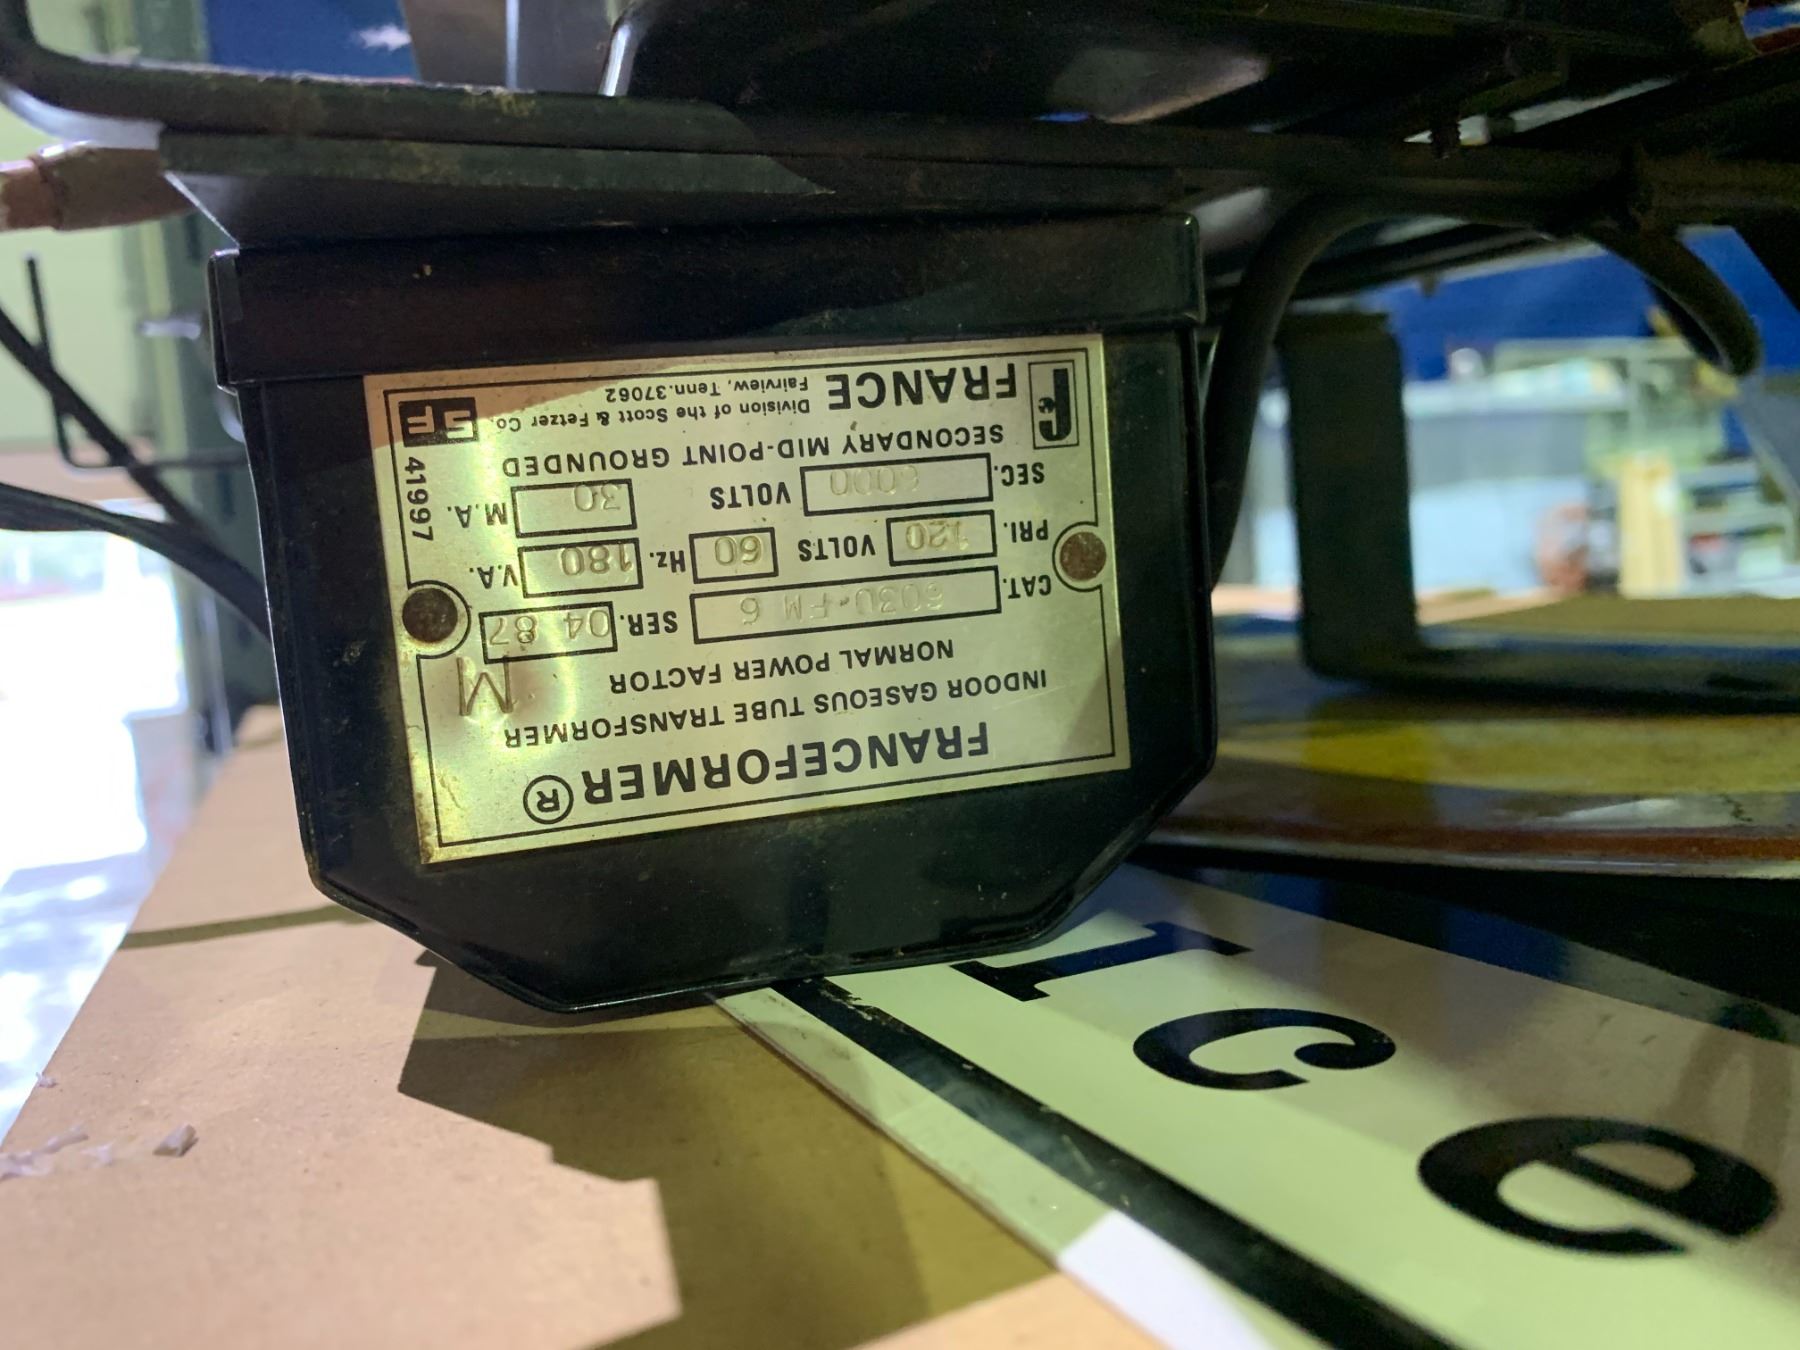 FRANCEFORMER®
INDOOR GASEOUS TUBE TRANSFORMER
NORMAL POWER FACTOR
M
CAT. 6030-FM 6 SER. 04 87
PRI. 120 VOLTS 60 Hz. 180 V.A.
SEC. 6000 VOLTS 30 M.A.
SECONDARY MID-POINT GROUNDED
FRANCE Division of the Scott & Fetzer Co.
Fairview, Tenn. 37062
SF
41997
ice